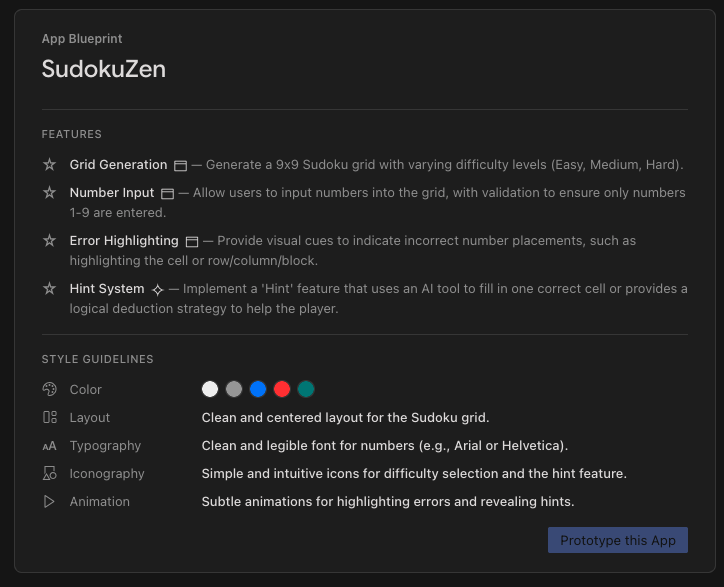 App Blueprint
SudokuZen
FEATURES
Grid Generation — Generate a 9x9 Sudoku grid with varying difficulty levels (Easy, Medium, Hard).
Number Input — Allow users to input numbers into the grid, with validation to ensure only numbers
1-9 are entered.
Error Highlighting — Provide visual cues to indicate incorrect number placements, such as
highlighting the cell or row/column/block.
Hint System — Implement a 'Hint' feature that uses an AI tool to fill in one correct cell or provides a
logical deduction strategy to help the player.
STYLE GUIDELINES
Color
Layout Clean and centered layout for the Sudoku grid.
AA Typography Clean and legible font for numbers (e.g., Arial or Helvetica).
Iconography Simple and intuitive icons for difficulty selection and the hint feature.
Animation Subtle animations for highlighting errors and revealing hints.
Prototype this App